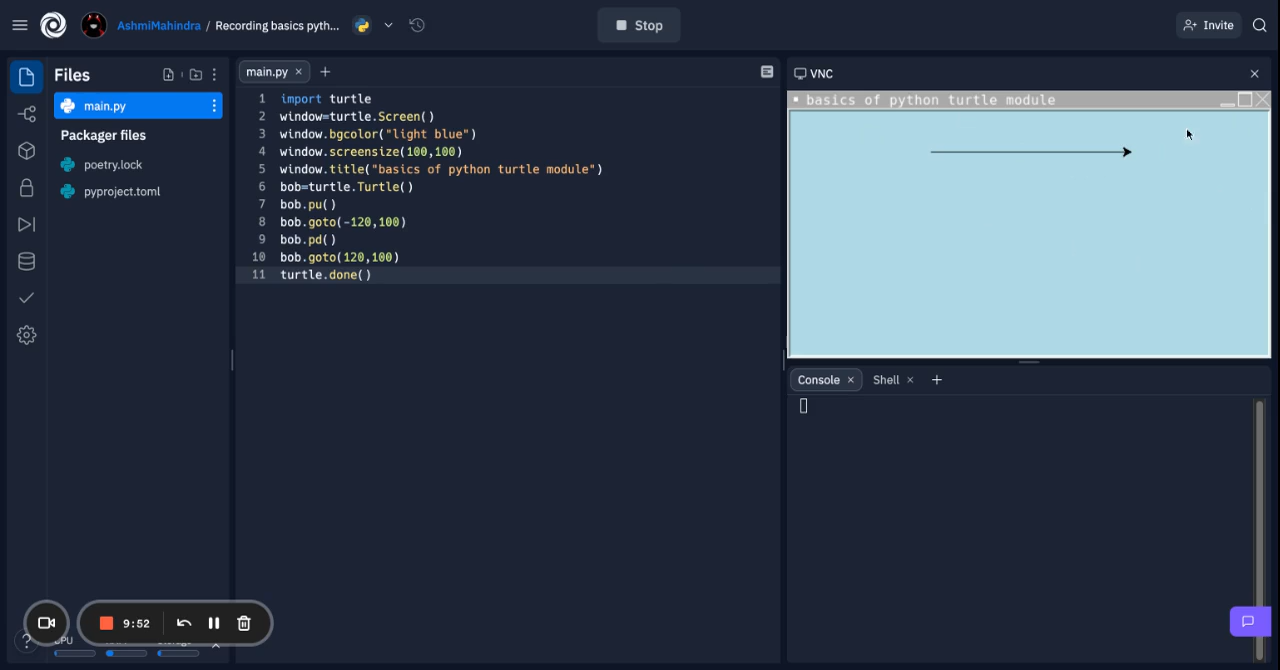 AshmiMahindra / Recording basics pyth...
Stop
Invite
Files
main.py
Packager files
poetry.lock
pyproject.toml
main.py
1 import turtle
2 window=turtle.Screen()
3 window.bgcolor("light blue")
4 window.screensize(100,100)
5 window.title("basics of python turtle module")
6 bob=turtle.Turtle()
7 bob.pu()
8 bob.goto(-120,100)
9 bob.pd()
10 bob.goto(120,100)
11 turtle.done()
VNC
basics of python turtle module
Console
Shell
9:52